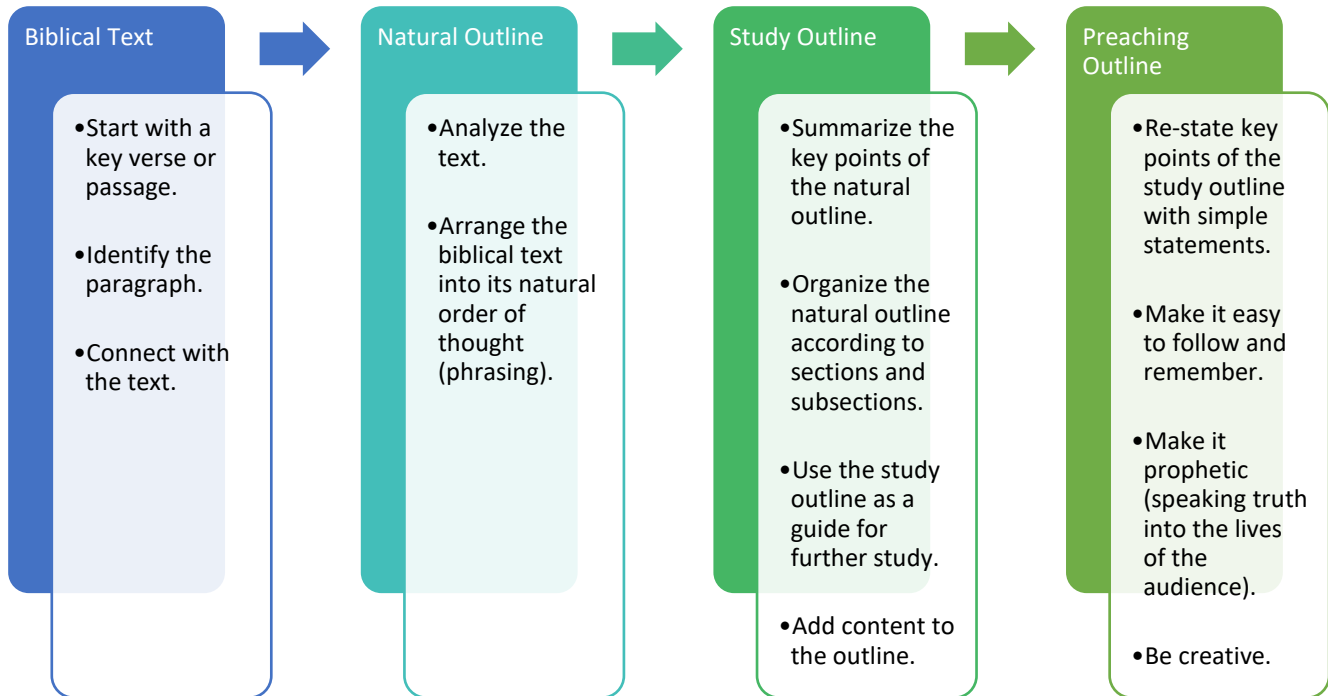 Biblical Text
•Start with a
key verse or
passage.
•Identify the
paragraph.
•Connect with
the text.
Natural Outline
•Analyze the
text.
•Arrange the
biblical text
into its natural
order of
thought
(phrasing).
Study Outline
•Summarize the
key points of
the natural
outline.
•Organize the
natural outline
according to
sections and
subsections.
•Use the study
outline as a
guide for
further study.
•Add content to
the outline.
Preaching
Outline
•Re-state key
points of the
study outline
with simple
statements.
•Make it easy
to follow and
remember.
•Make it
prophetic
(speaking truth
into the lives
of the
audience).
•Be creative.